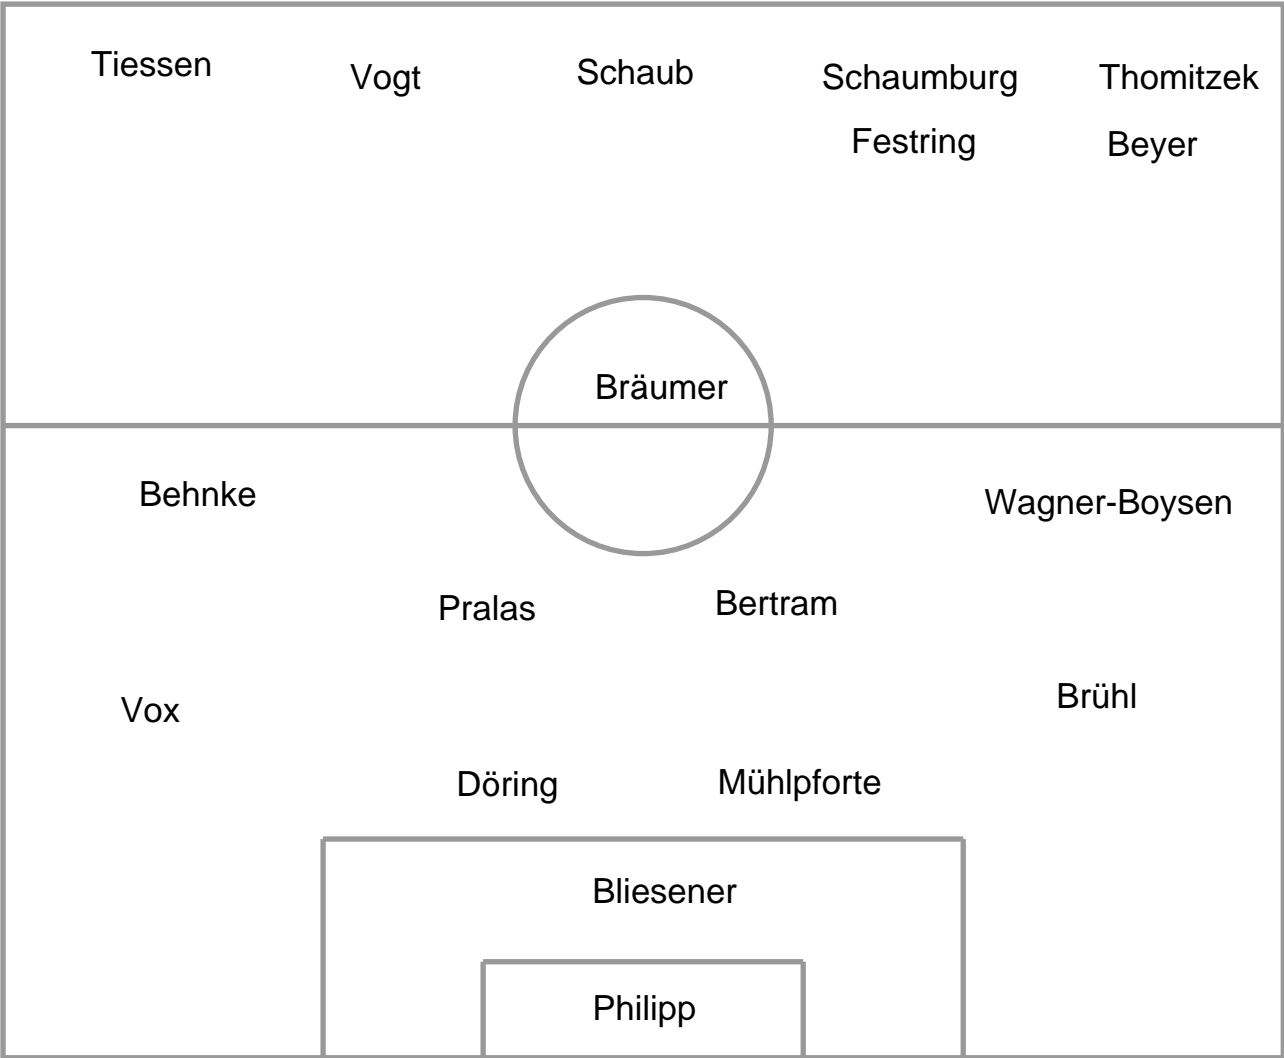 Tiessen
Vogt
Schaub
Schaumburg
Thomitzek
Festring
Beyer
Bräumer
Behnke
Wagner-Boysen
Pralas
Bertram
Vox
Brühl
Döring
Mühlpforte
Bliesener
Philipp